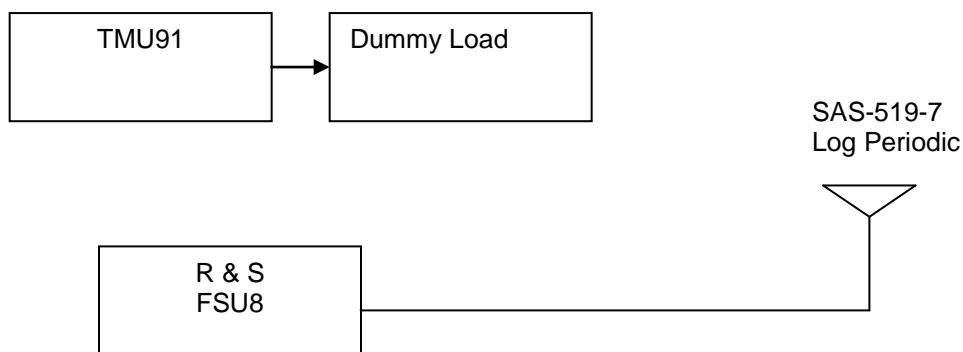 TMU91
Dummy Load
SAS-519-7
Log Periodic
R & S
FSU8